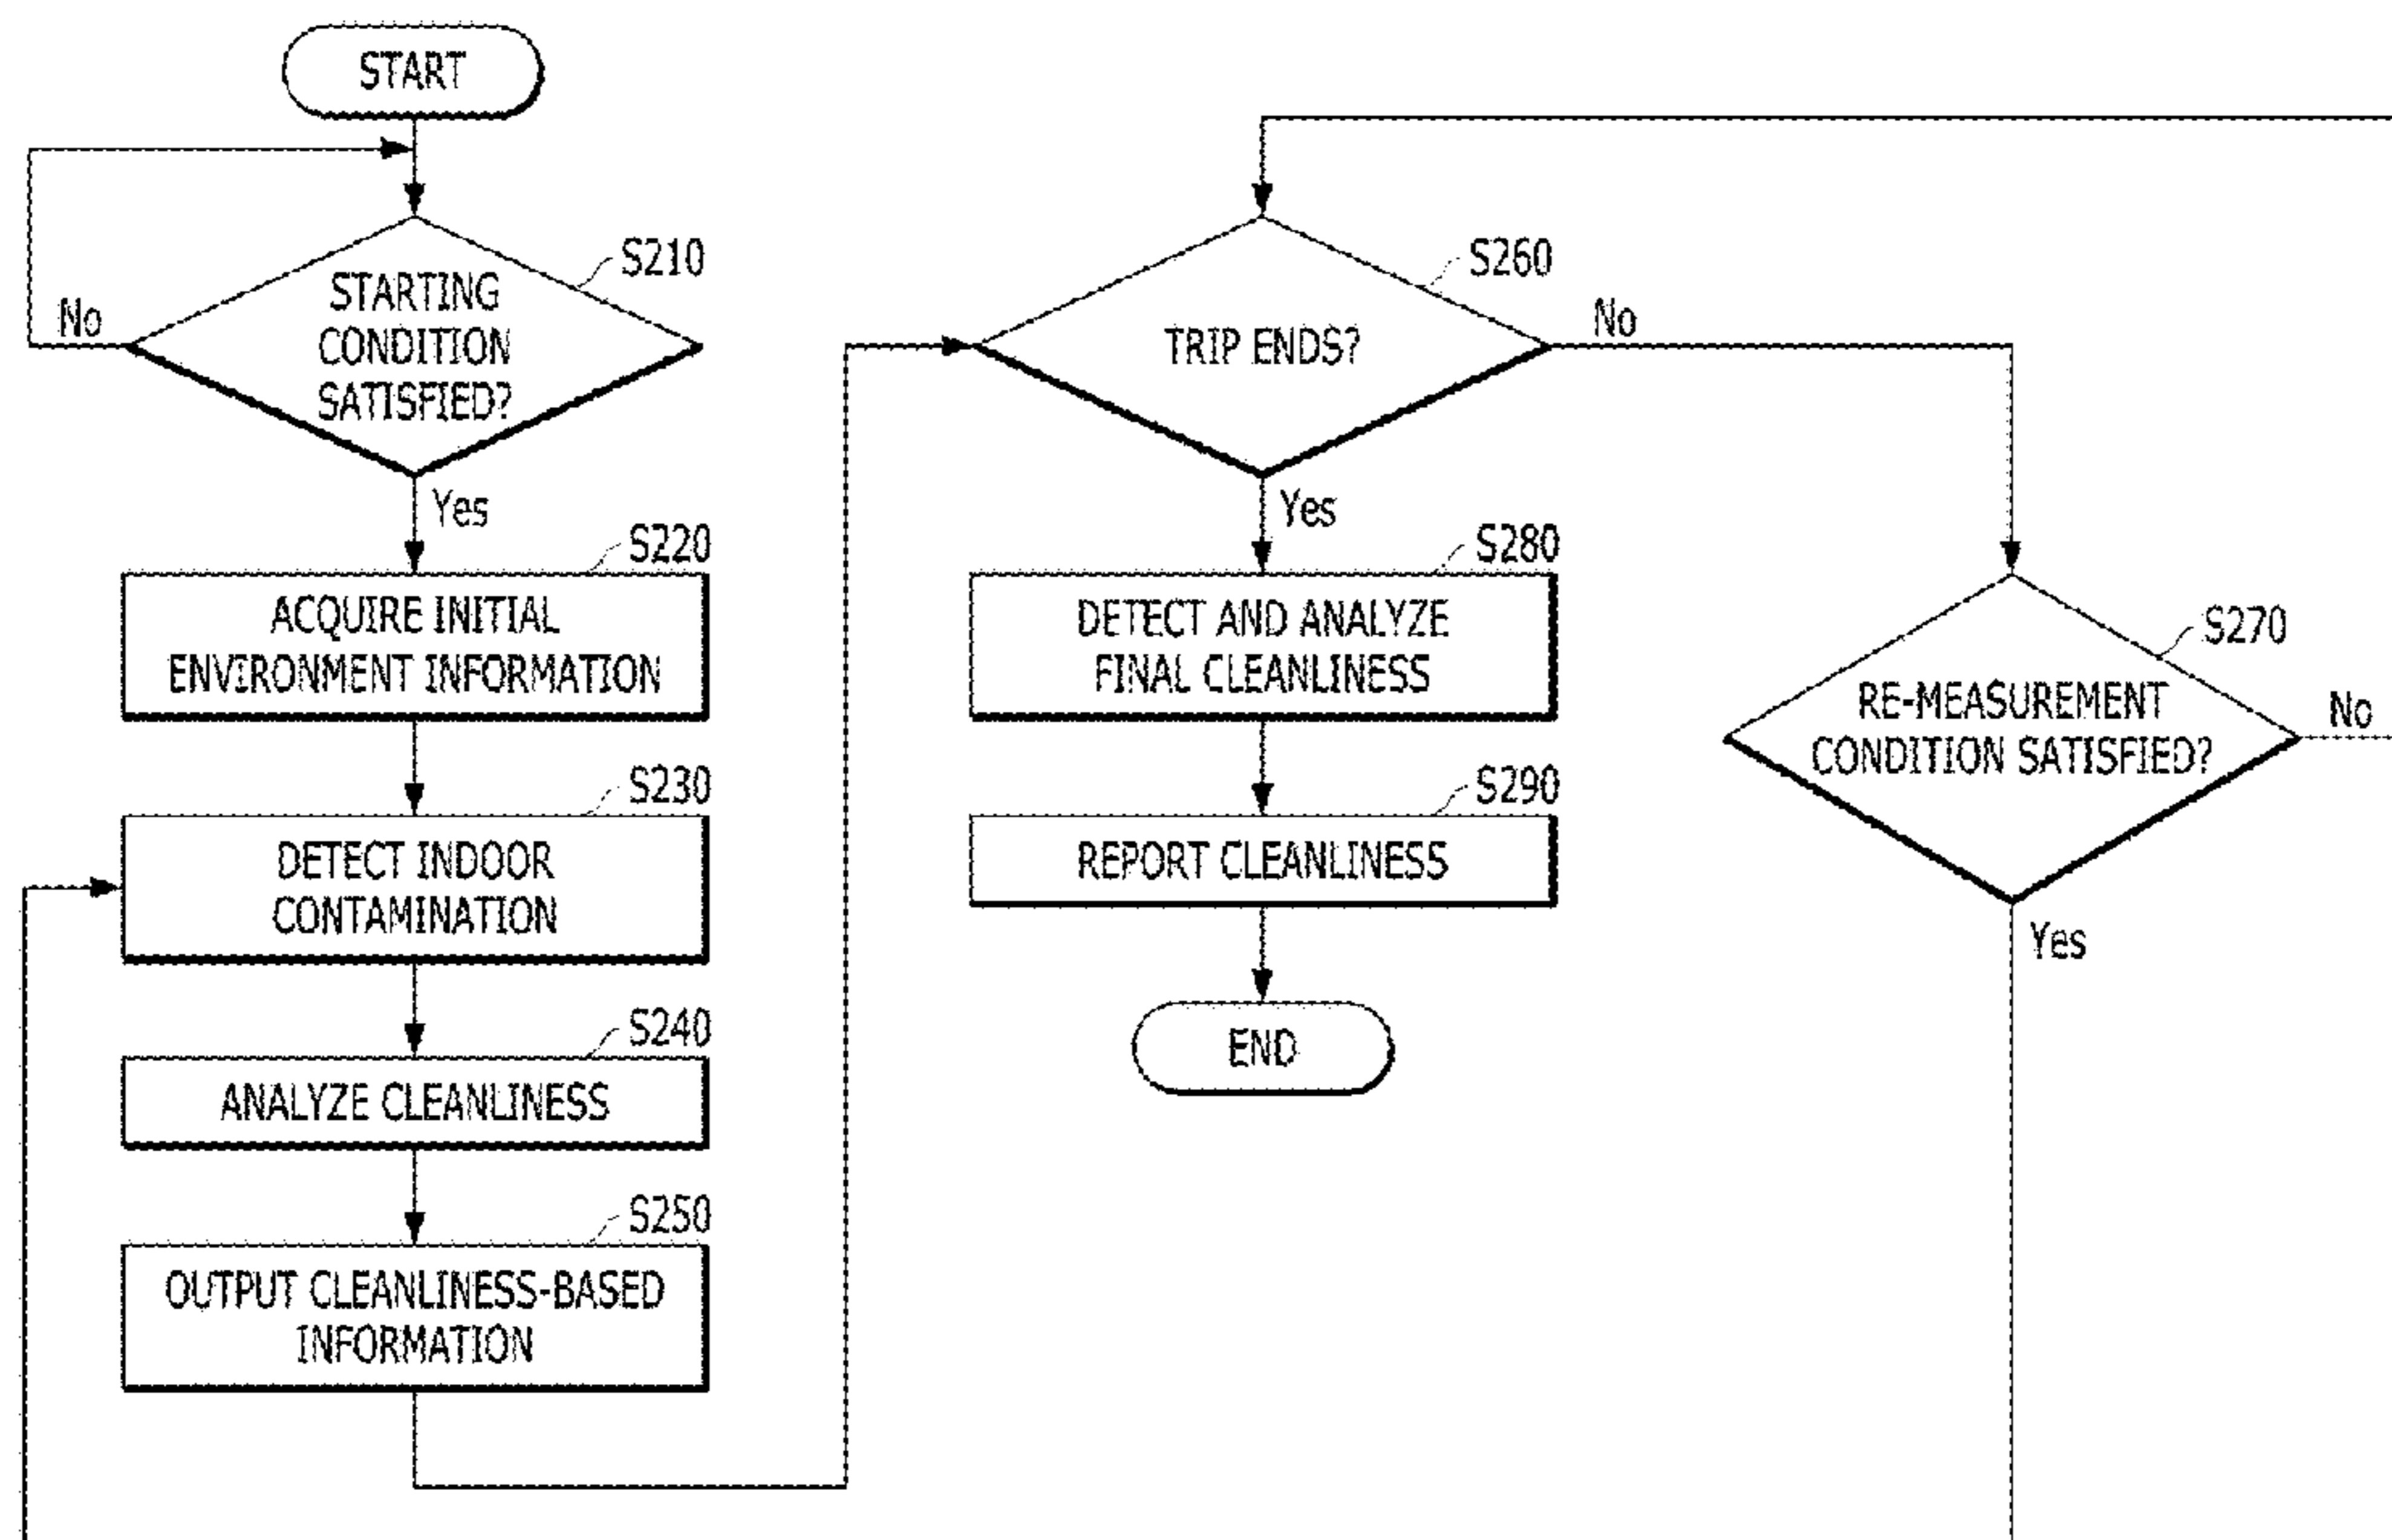 START
S210
STARTING
CONDITION
SATISFIED?
No
Yes
S220
ACQUIRE INITIAL
ENVIRONMENT INFORMATION
S230
DETECT INDOOR
CONTAMINATION
S240
ANALYZE CLEANLINESS
S250
OUTPUT CLEANLINESS-BASED
INFORMATION
S260
TRIP ENDS?
No
Yes
S280
DETECT AND ANALYZE
FINAL CLEANLINESS
S290
REPORT CLEANLINESS
END
S270
RE-MEASUREMENT
CONDITION SATISFIED?
No
Yes